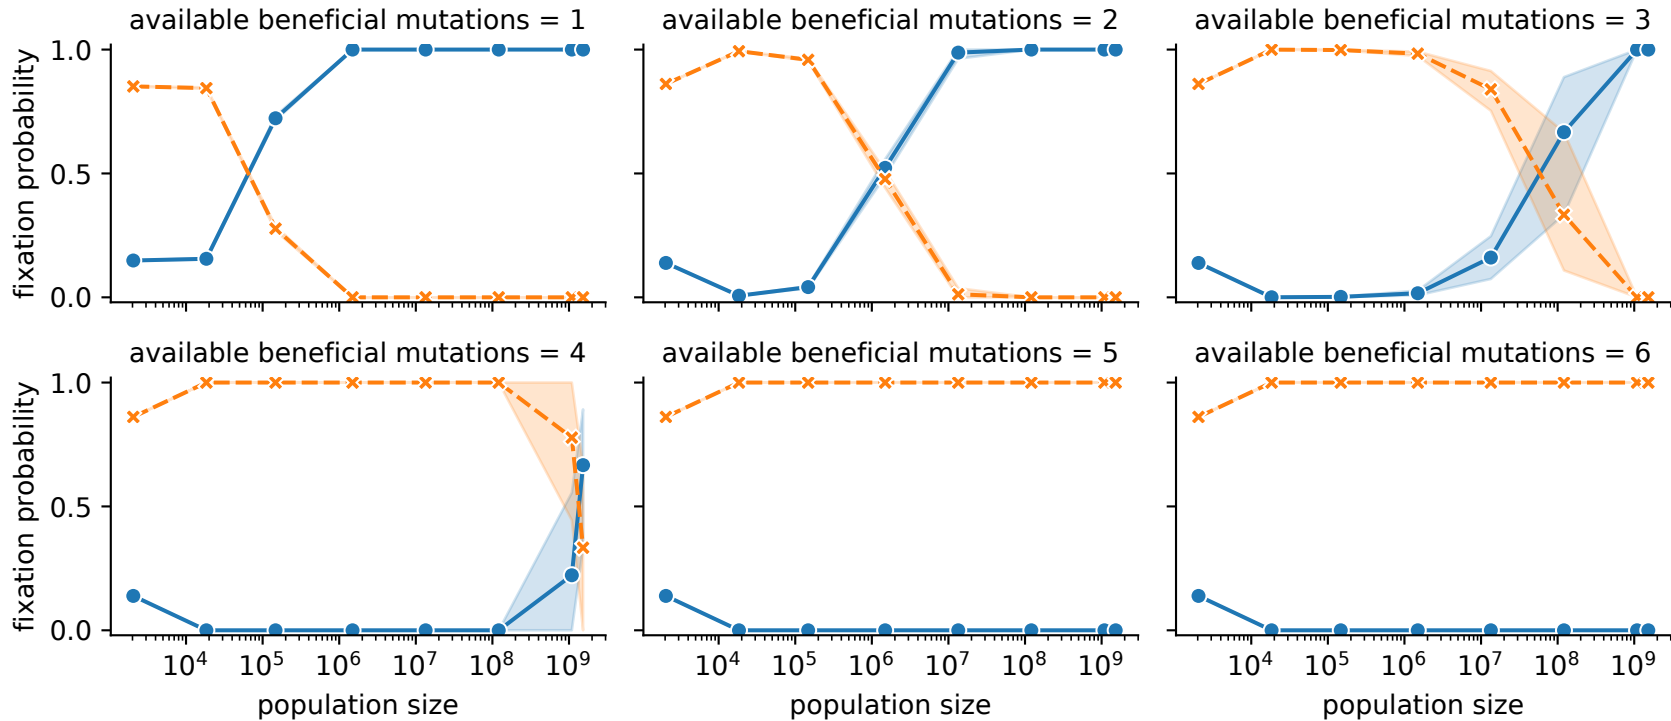 available beneficial mutations = 1
available beneficial mutations = 2
available beneficial mutations = 3
fixation probability
1.0
0.5
0.0
available beneficial mutations = 4
available beneficial mutations = 5
available beneficial mutations = 6
fixation probability
1.0
0.5
0.0
10⁴ 10⁵ 10⁶ 10⁷ 10⁸ 10⁹
10⁴ 10⁵ 10⁶ 10⁷ 10⁸ 10⁹
10⁴ 10⁵ 10⁶ 10⁷ 10⁸ 10⁹
population size
population size
population size